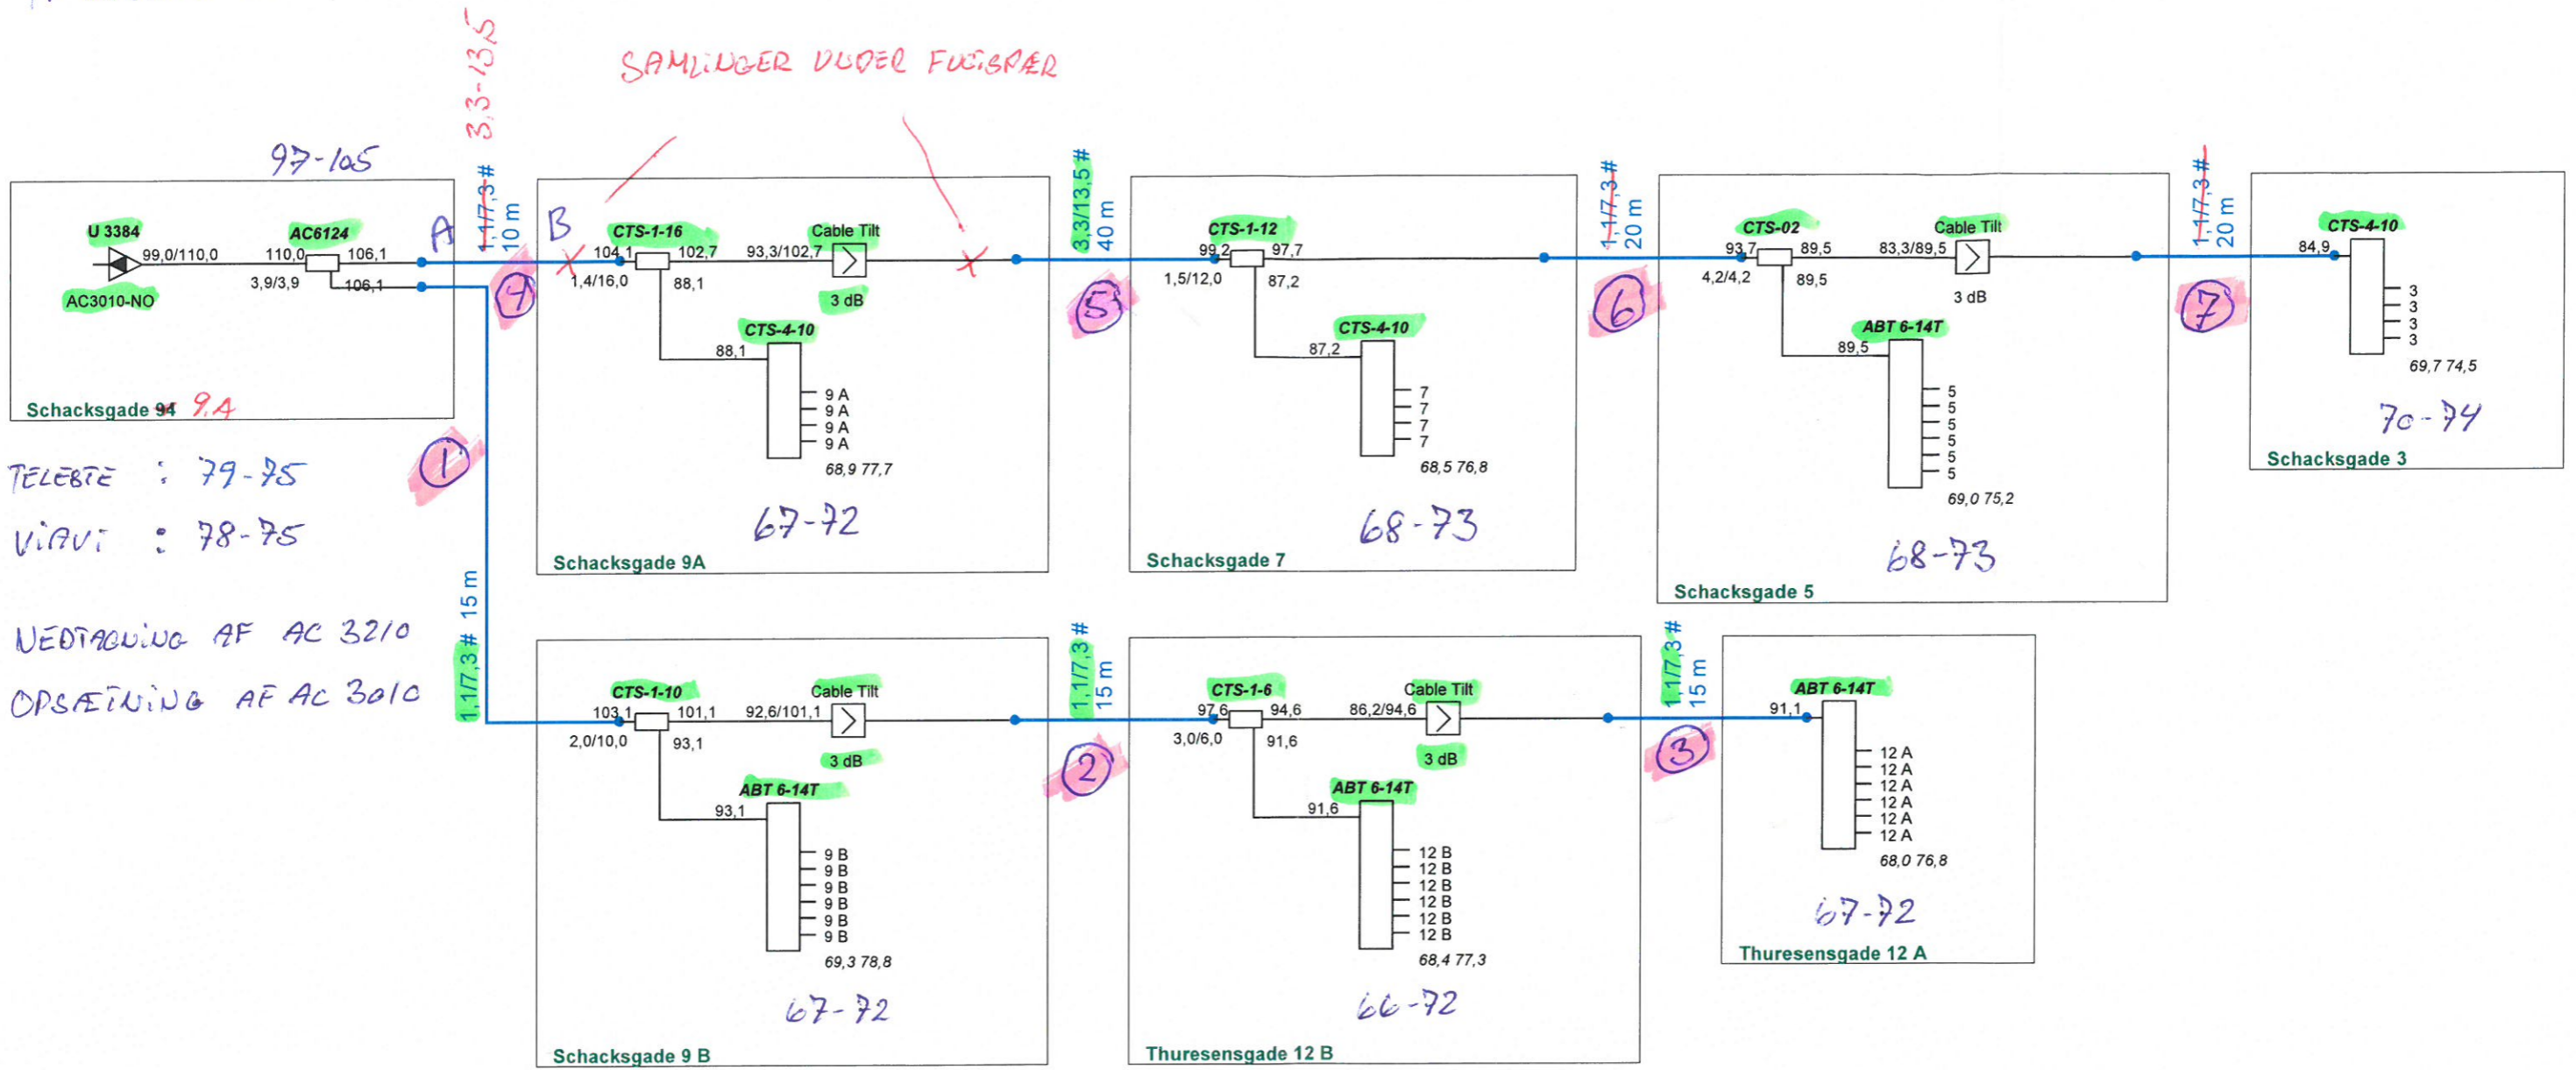 3,3-13,5
SAMLINGER UNDER FUGISPÆR
97-105
U 3384
99,0/110,0
AC3010-NO
AC6124
110,0
106,1
3,9/3,9
106,1
Schacksgade 94
9.A
A
1,1/7,3 #
10 m
4
B
CTS-1-16
104,1
102,7
1,4/16,0
88,1
93,3/102,7
Cable Tilt
3 dB
CTS-4-10
88,1
9 A
9 A
9 A
9 A
68,9 77,7
67-72
Schacksgade 9A
3,3/13,5 #
40 m
5
CTS-1-12
99,2
97,7
1,5/12,0
87,2
CTS-4-10
87,2
7
7
7
7
68,5 76,8
68-73
Schacksgade 7
1,1/7,3 #
20 m
6
CTS-02
93,7
89,5
4,2/4,2
89,5
83,3/89,5
Cable Tilt
3 dB
ABT 6-14T
89,5
5
5
5
5
5
5
69,0 75,2
68-73
Schacksgade 5
1,1/7,3 #
20 m
7
CTS-4-10
84,9
3
3
3
3
69,7 74,5
70-74
Schacksgade 3
TELESTE : 79-75
VIAVI : 78-75
NEDTAGNING AF AC 3210
OPSÆTNING AF AC 3010
1
1,1/7,3 # 15 m
CTS-1-10
103,1
101,1
2,0/10,0
93,1
92,6/101,1
Cable Tilt
3 dB
ABT 6-14T
93,1
9 B
9 B
9 B
9 B
9 B
9 B
69,3 78,8
67-72
Schacksgade 9 B
1,1/7,3 #
15 m
2
CTS-1-6
97,6
94,6
3,0/6,0
91,6
86,2/94,6
Cable Tilt
3 dB
ABT 6-14T
91,6
12 B
12 B
12 B
12 B
12 B
12 B
68,4 77,3
66-72
Thuresensgade 12 B
1,1/7,3 #
15 m
3
ABT 6-14T
91,1
12 A
12 A
12 A
12 A
12 A
12 A
68,0 76,8
67-72
Thuresensgade 12 A